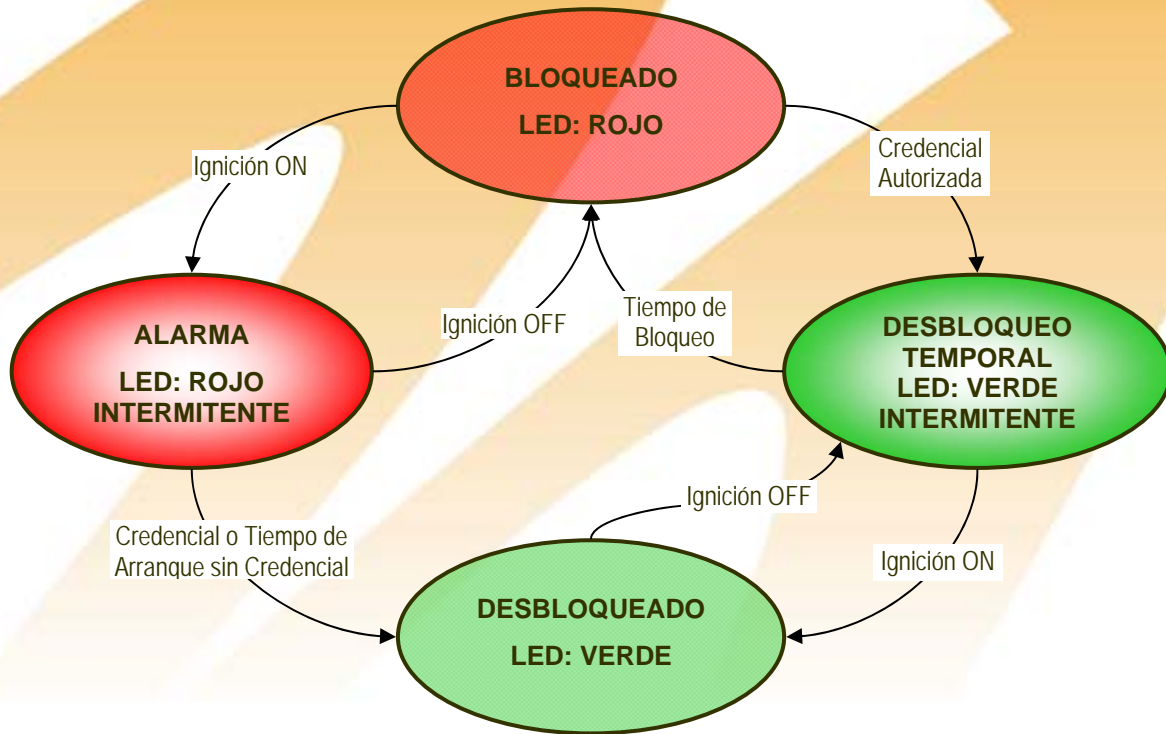 BLOQUEADO
LED: ROJO
Ignición ON
Credencial
Autorizada
Ignición OFF
Tiempo de
Bloqueo
ALARMA
LED: ROJO
INTERMITENTE
DESBLOQUEO
TEMPORAL
LED: VERDE
INTERMITENTE
Ignición OFF
Credencial o Tiempo de
Arranque sin Credencial
Ignición ON
DESBLOQUEADO
LED: VERDE